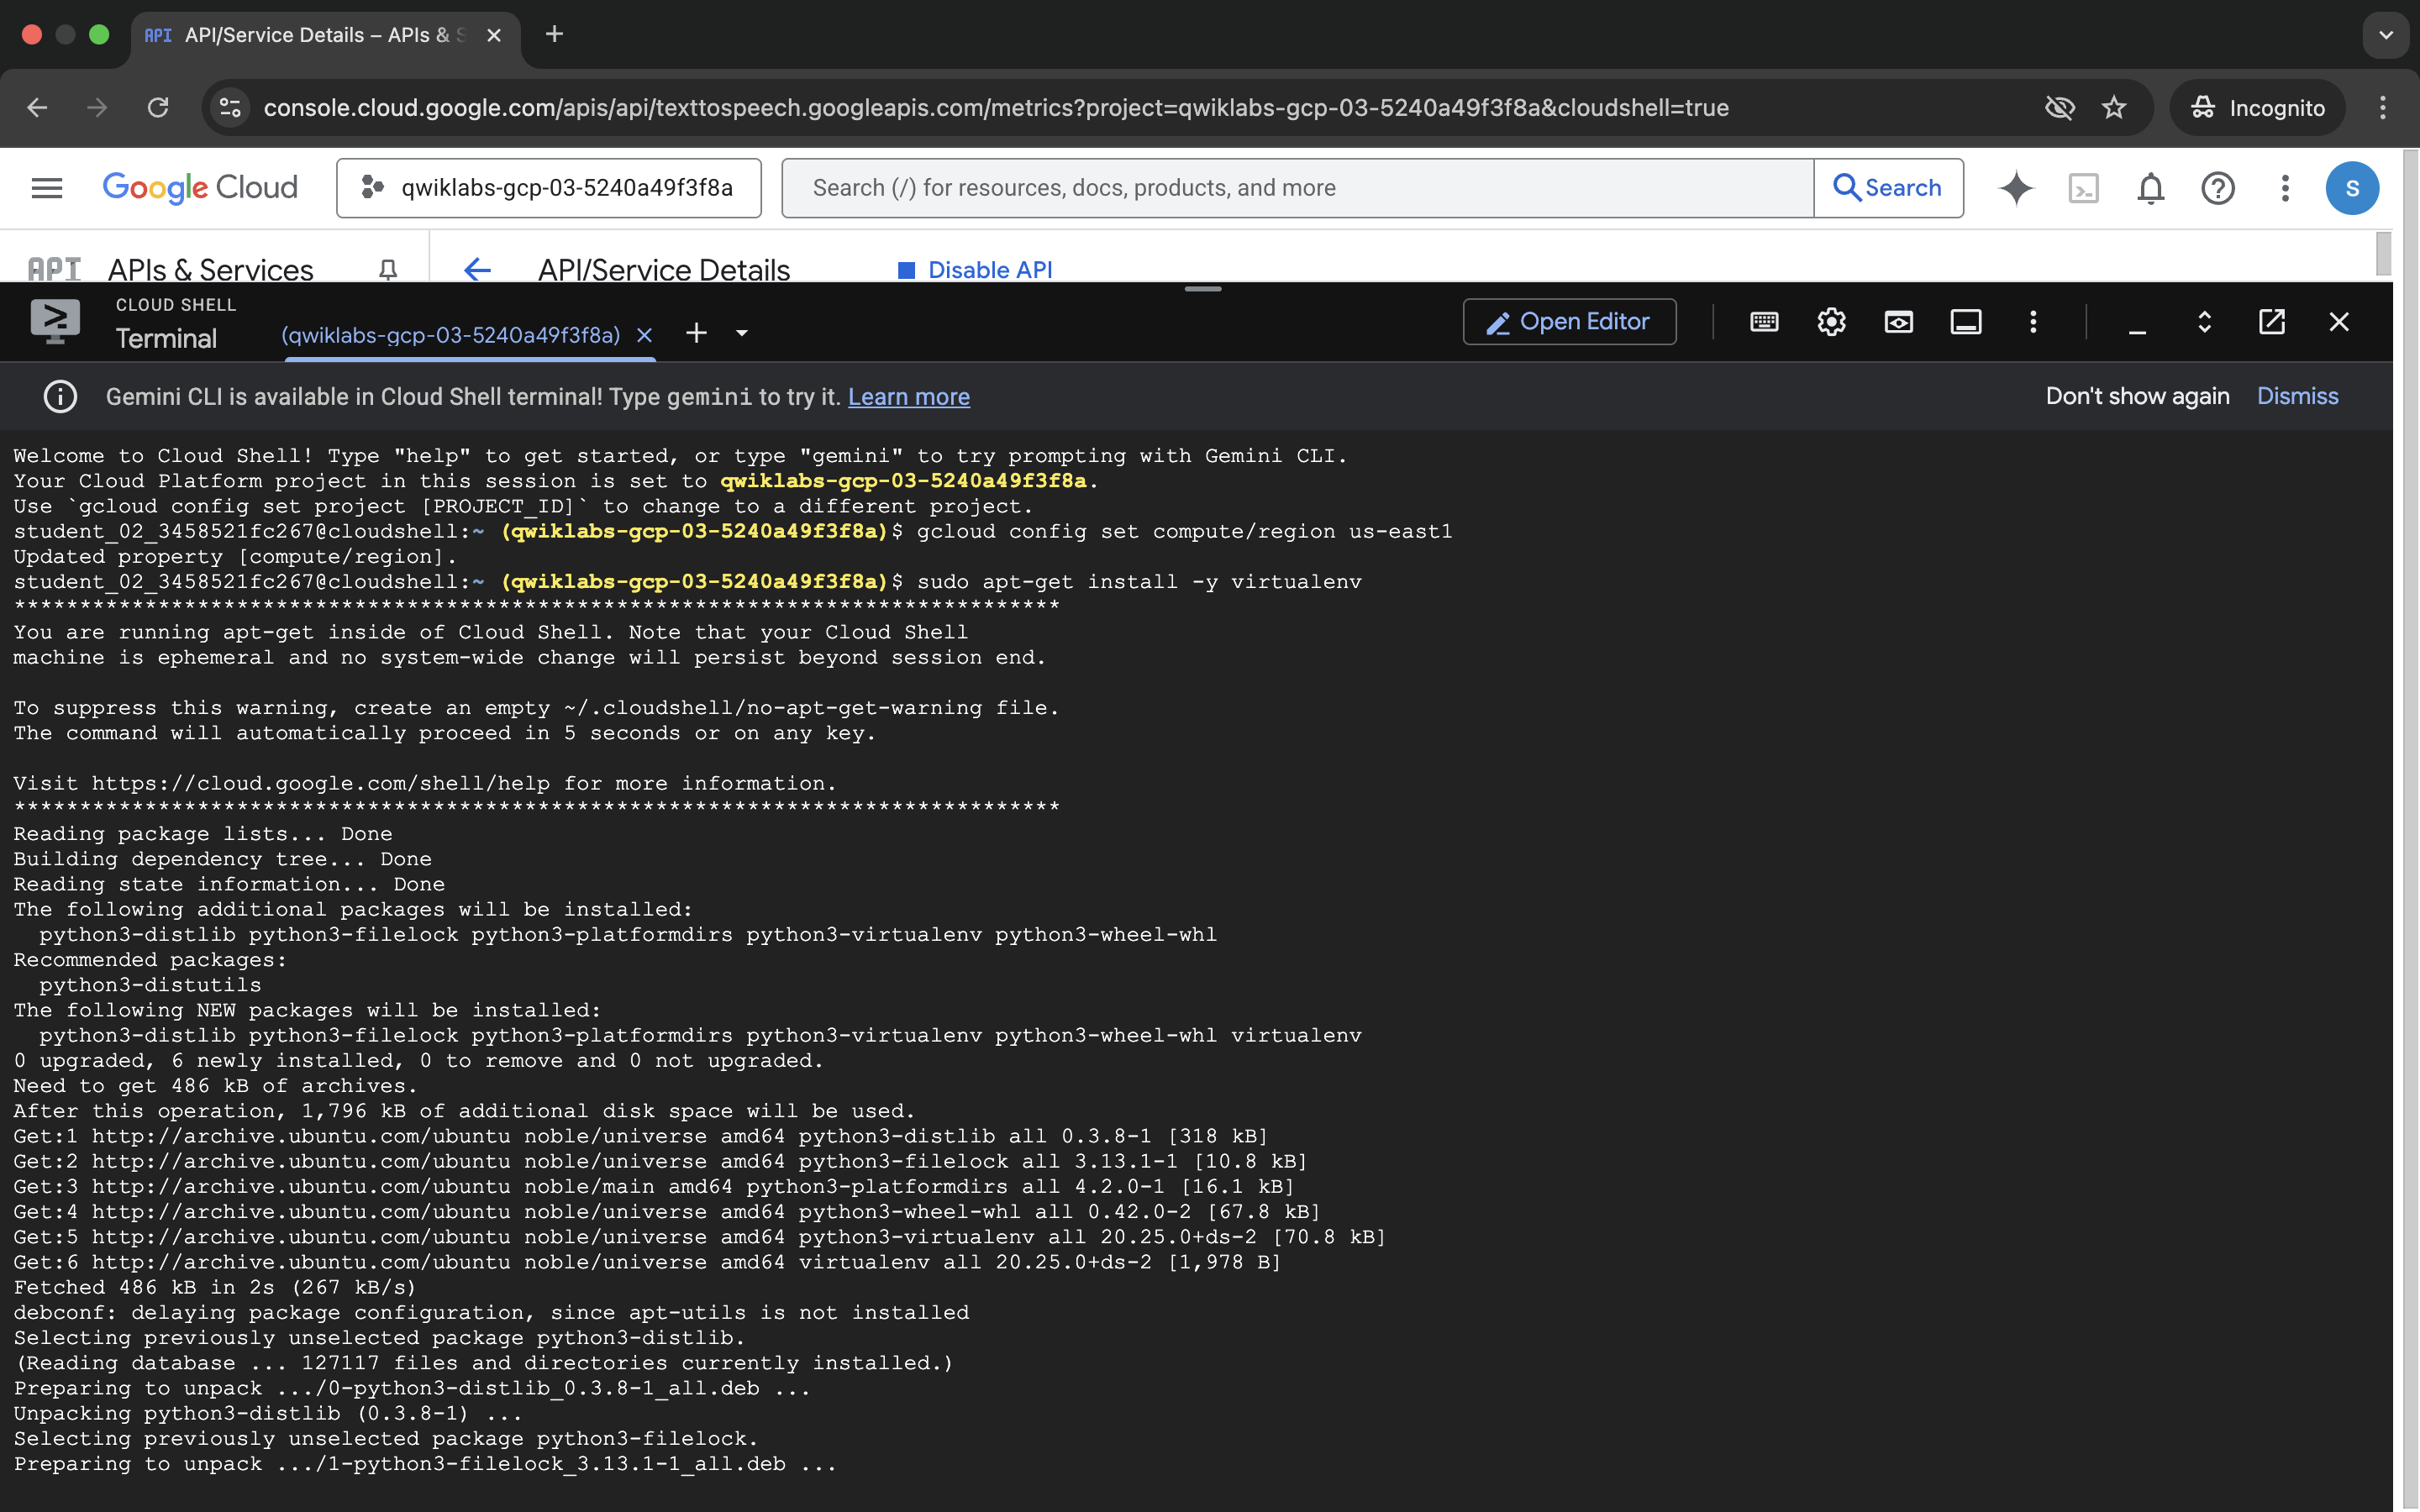 API API/Service Details – APIs & S
console.cloud.google.com/apis/api/texttospeech.googleapis.com/metrics?project=qwiklabs-gcp-03-5240a49f3f8a&cloudshell=true
Incognito
Google Cloud
qwiklabs-gcp-03-5240a49f3f8a
Search (/) for resources, docs, products, and more
Search
S
API APIs & Services
API/Service Details
Disable API
CLOUD SHELL
Terminal
(qwiklabs-gcp-03-5240a49f3f8a)
Open Editor
Gemini CLI is available in Cloud Shell terminal! Type gemini to try it. Learn more
Don't show again
Dismiss
Welcome to Cloud Shell! Type "help" to get started, or type "gemini" to try prompting with Gemini CLI.
Your Cloud Platform project in this session is set to qwiklabs-gcp-03-5240a49f3f8a.
Use `gcloud config set project [PROJECT_ID]` to change to a different project.
student_02_3458521fc267@cloudshell:~ (qwiklabs-gcp-03-5240a49f3f8a)$ gcloud config set compute/region us-east1
Updated property [compute/region].
student_02_3458521fc267@cloudshell:~ (qwiklabs-gcp-03-5240a49f3f8a)$ sudo apt-get install -y virtualenv
********************************************************************************
You are running apt-get inside of Cloud Shell. Note that your Cloud Shell
machine is ephemeral and no system-wide change will persist beyond session end.
To suppress this warning, create an empty ~/.cloudshell/no-apt-get-warning file.
The command will automatically proceed in 5 seconds or on any key.
Visit https://cloud.google.com/shell/help for more information.
********************************************************************************
Reading package lists... Done
Building dependency tree... Done
Reading state information... Done
The following additional packages will be installed:
  python3-distlib python3-filelock python3-platformdirs python3-virtualenv python3-wheel-whl
Recommended packages:
  python3-distutils
The following NEW packages will be installed:
  python3-distlib python3-filelock python3-platformdirs python3-virtualenv python3-wheel-whl virtualenv
0 upgraded, 6 newly installed, 0 to remove and 0 not upgraded.
Need to get 486 kB of archives.
After this operation, 1,796 kB of additional disk space will be used.
Get:1 http://archive.ubuntu.com/ubuntu noble/universe amd64 python3-distlib all 0.3.8-1 [318 kB]
Get:2 http://archive.ubuntu.com/ubuntu noble/universe amd64 python3-filelock all 3.13.1-1 [10.8 kB]
Get:3 http://archive.ubuntu.com/ubuntu noble/main amd64 python3-platformdirs all 4.2.0-1 [16.1 kB]
Get:4 http://archive.ubuntu.com/ubuntu noble/universe amd64 python3-wheel-whl all 0.42.0-2 [67.8 kB]
Get:5 http://archive.ubuntu.com/ubuntu noble/universe amd64 python3-virtualenv all 20.25.0+ds-2 [70.8 kB]
Get:6 http://archive.ubuntu.com/ubuntu noble/universe amd64 virtualenv all 20.25.0+ds-2 [1,978 B]
Fetched 486 kB in 2s (267 kB/s)
debconf: delaying package configuration, since apt-utils is not installed
Selecting previously unselected package python3-distlib.
(Reading database ... 127117 files and directories currently installed.)
Preparing to unpack .../0-python3-distlib_0.3.8-1_all.deb ...
Unpacking python3-distlib (0.3.8-1) ...
Selecting previously unselected package python3-filelock.
Preparing to unpack .../1-python3-filelock_3.13.1-1_all.deb ...